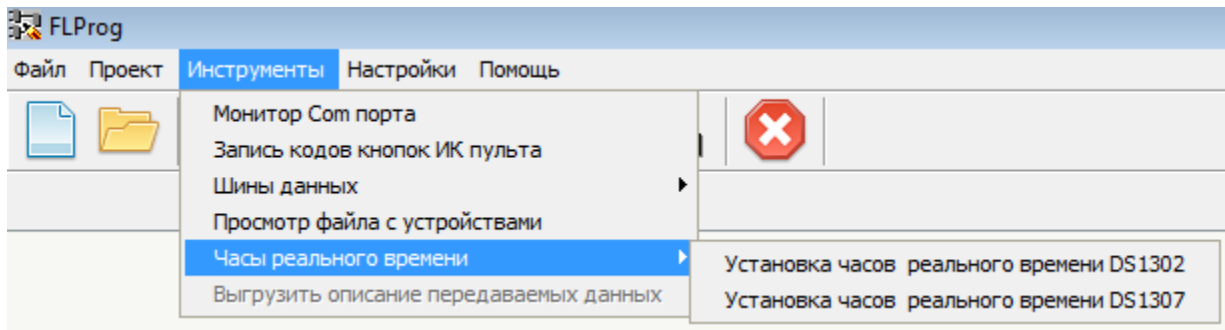 FLProg
Файл Проект Инструменты Настройки Помощь
Монитор Com порта
Запись кодов кнопок ИК пульта
Шины данных
Просмотр файла с устройствами
Часы реального времени
Установка часов реального времени DS1302
Выгрузить описание передаваемых данных
Установка часов реального времени DS1307